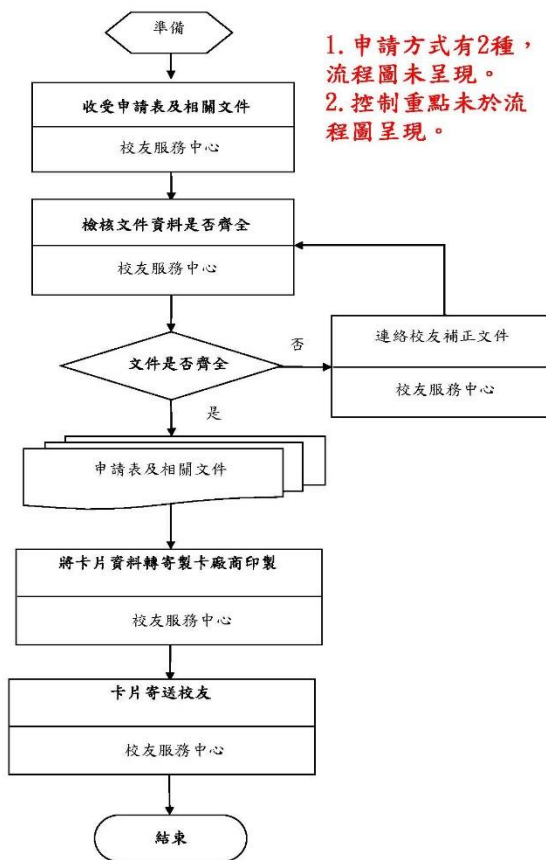 準備
1. 申請方式有2種，
流程圖未呈現。
2. 控制重點未於流
程圖呈現。
收受申請表及相關文件
校友服務中心
檢核文件資料是否齊全
校友服務中心
文件是否齊全
否
連絡校友補正文件
校友服務中心
是
申請表及相關文件
將卡片資料轉寄製卡廠商印製
校友服務中心
卡片寄送校友
校友服務中心
結束